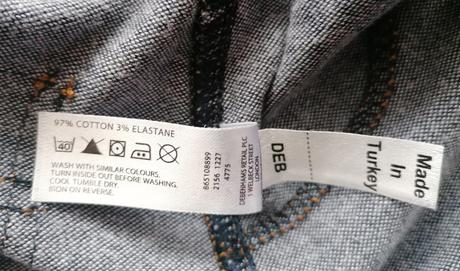 97% COTTON 3% ELASTANE
40
WASH WITH SIMILAR COLOURS.
TURN INSIDE OUT BEFORE WASHING.
COOL TUMBLE DRY.
IRON ON REVERSE.
865108899
2156 1227
4775
DEBENHAMS RETAIL PLC
1 WELBECK STREET
LONDON
DEB
Made
In
Turkey